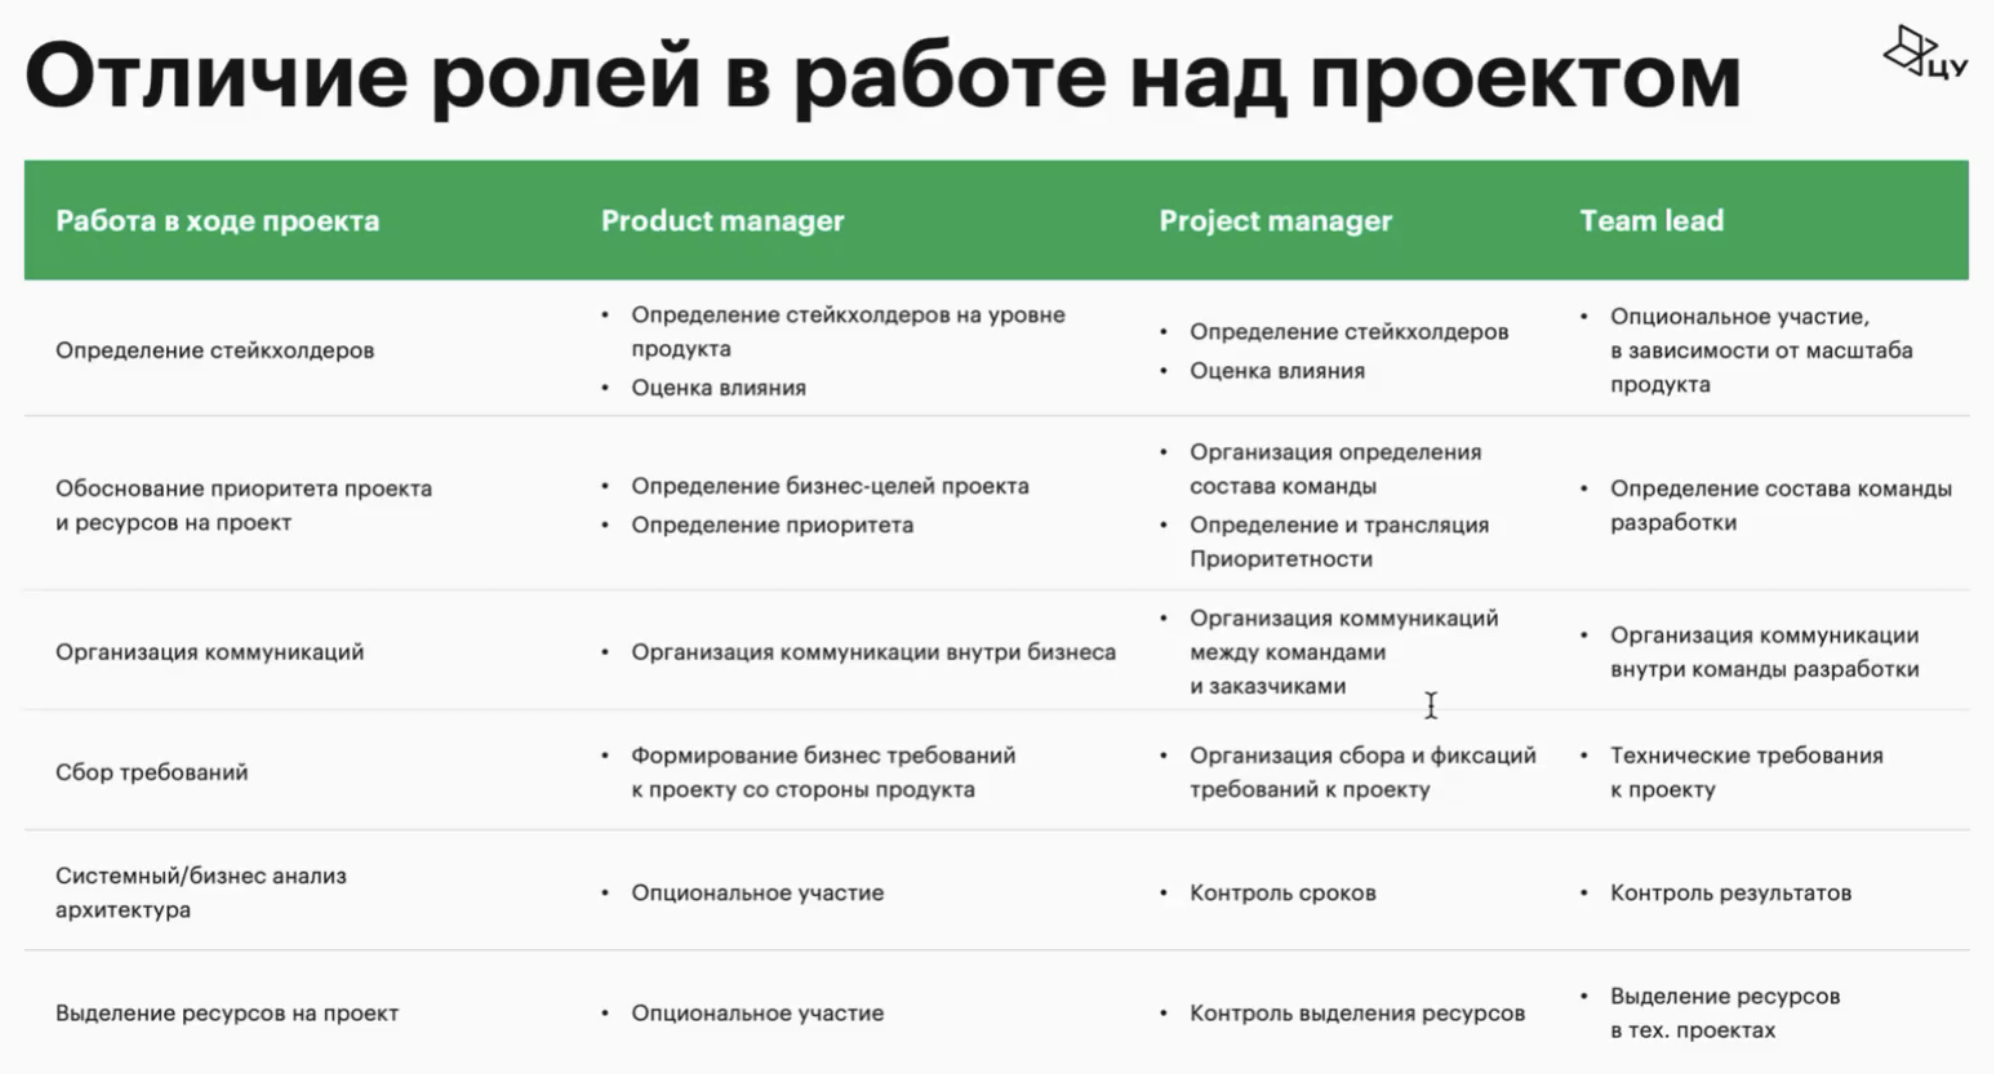 Отличие ролей в работе над проектом
ЦУ
Работа в ходе проекта
Product manager
Project manager
Team lead
Определение стейкхолдеров
• Определение стейкхолдеров на уровне
продукта
• Оценка влияния
• Определение стейкхолдеров
• Оценка влияния
• Опциональное участие,
в зависимости от масштаба
продукта
Обоснование приоритета проекта
и ресурсов на проект
• Определение бизнес-целей проекта
• Определение приоритета
• Организация определения
состава команды
• Определение и трансляция
Приоритетности
• Определение состава команды
разработки
Организация коммуникаций
• Организация коммуникации внутри бизнеса
• Организация коммуникаций
между командами
и заказчиками
• Организация коммуникации
внутри команды разработки
Сбор требований
• Формирование бизнес требований
к проекту со стороны продукта
• Организация сбора и фиксаций
требований к проекту
• Технические требования
к проекту
Системный/бизнес анализ
архитектура
• Опциональное участие
• Контроль сроков
• Контроль результатов
Выделение ресурсов на проект
• Опциональное участие
• Контроль выделения ресурсов
• Выделение ресурсов
в тех. проектах